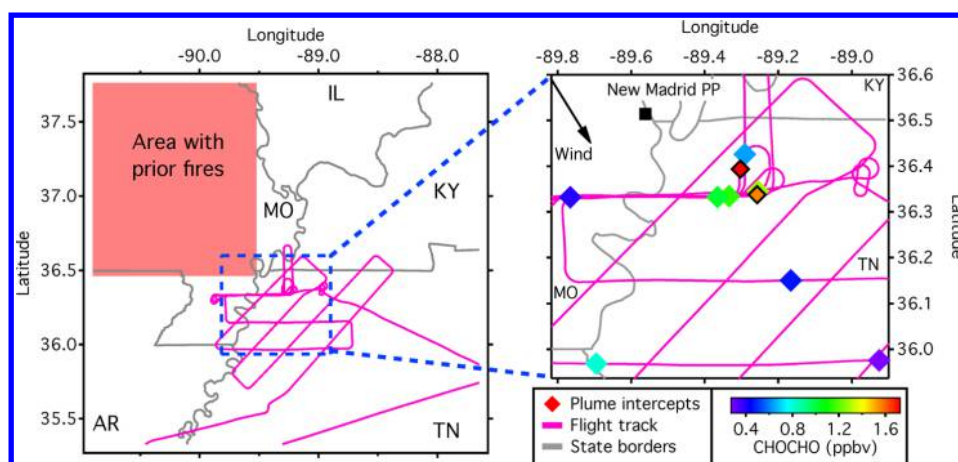 Longitude
-90.0 -89.0 -88.0
Latitude
37.5
37.0
36.5
36.0
35.5
Area with
prior fires
IL
KY
MO
AR
TN
Longitude
-89.8 -89.6 -89.4 -89.2 -89.0
New Madrid PP
KY
Wind
TN
MO
36.6
36.5
36.4
36.3
36.2
36.1
36.0
Latitude
Plume intercepts
Flight track
State borders
0.4 0.8 1.2 1.6
CHOCHO (ppbv)